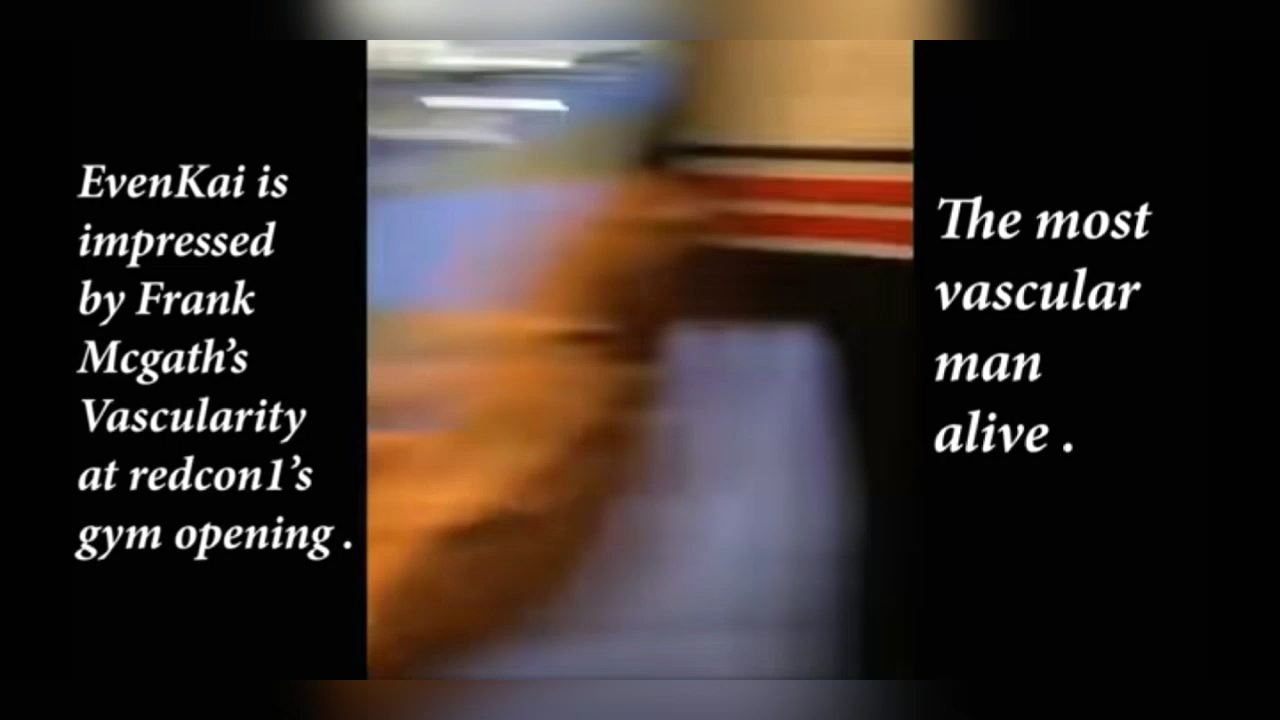 EvenKai is
impressed
by Frank
Mcgath’s
Vascularity
at redcon1’s
gym opening .
The most
vascular
man
alive .